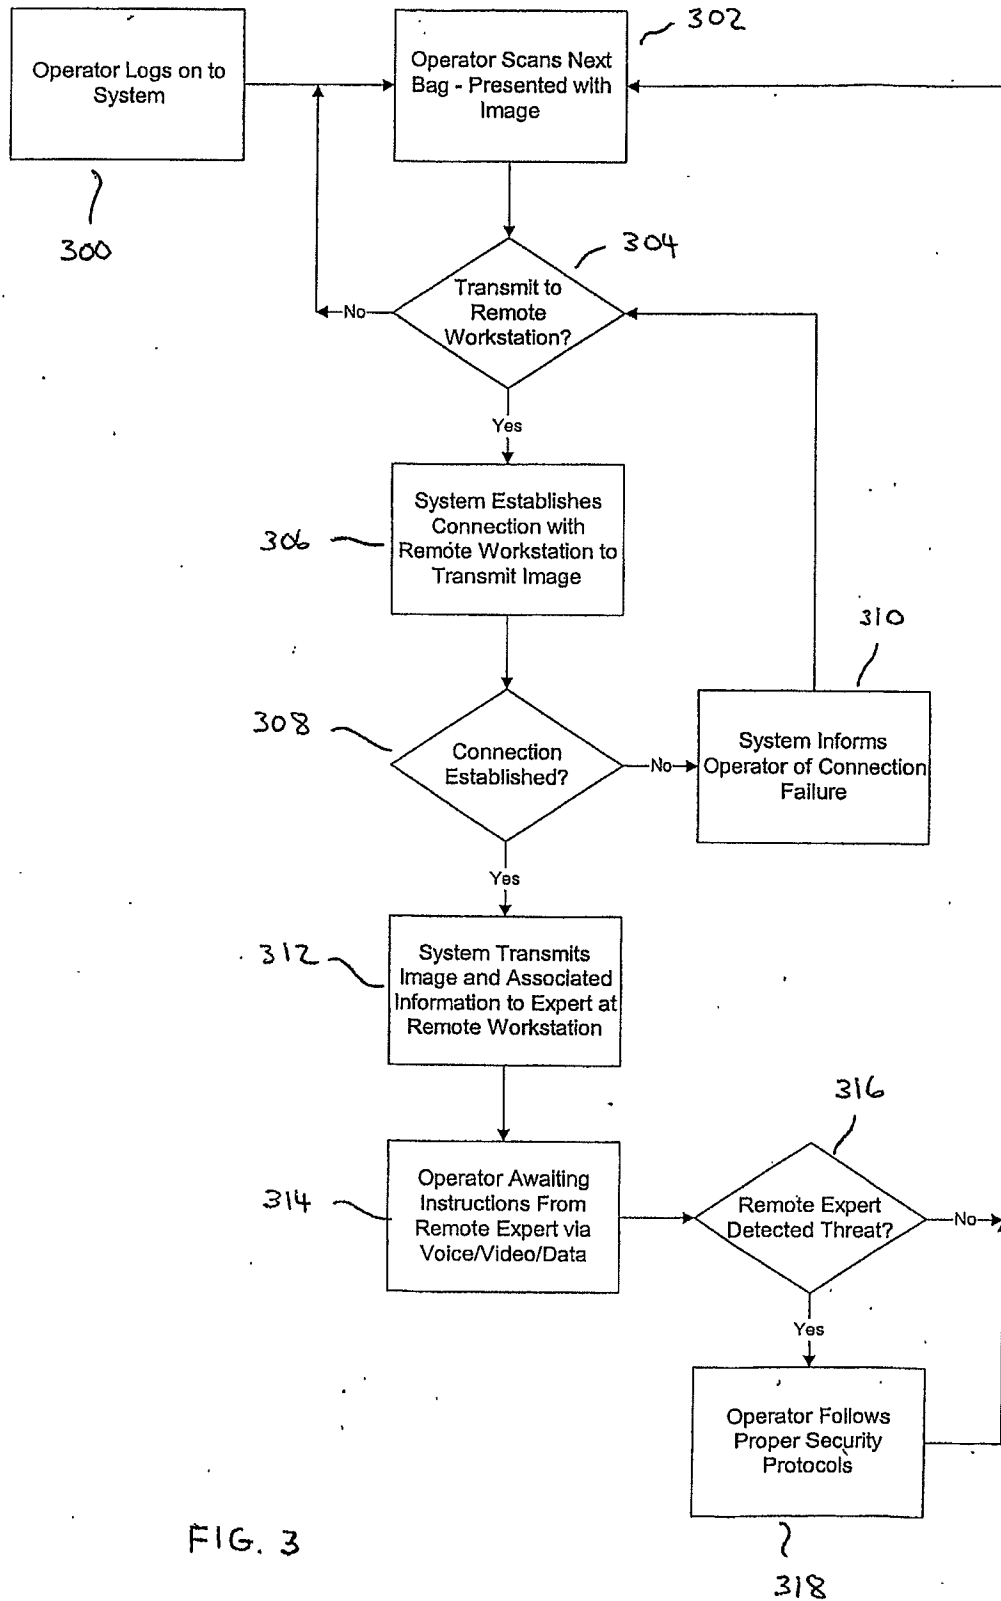 Operator Logs on to
System
300
Operator Scans Next
Bag - Presented with
Image
302
Transmit to
Remote
Workstation?
304
No
Yes
System Establishes
Connection with
Remote Workstation to
Transmit Image
306
Connection
Established?
308
No
System Informs
Operator of Connection
Failure
310
Yes
System Transmits
Image and Associated
Information to Expert at
Remote Workstation
312
Operator Awaiting
Instructions From
Remote Expert via
Voice/Video/Data
314
Remote Expert
Detected Threat?
316
No
Yes
Operator Follows
Proper Security
Protocols
318
FIG. 3